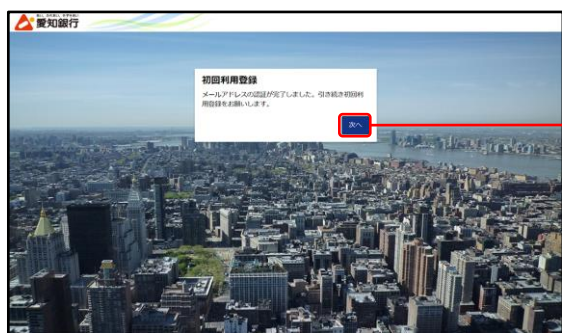 愛知銀行
初回利用登録
メールアドレスの認証が完了しました。引き続き初回利
用登録をお願いします。
次へ